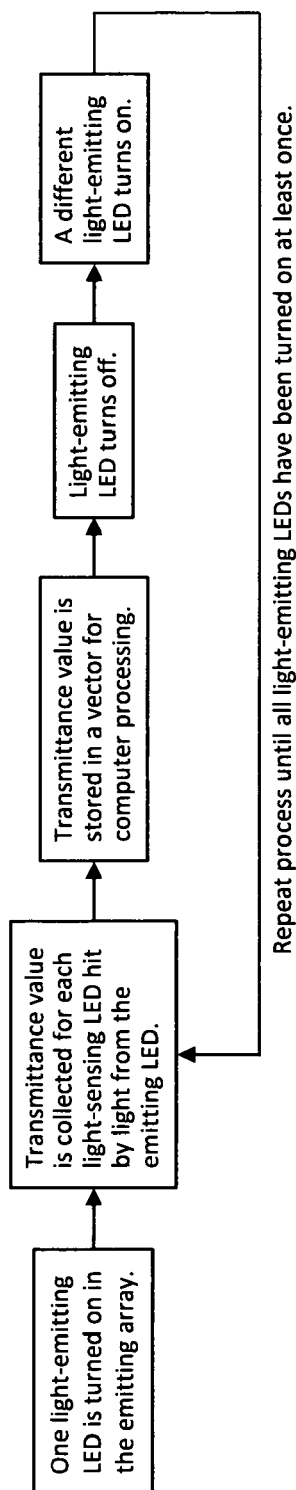 One light-emitting
LED is turned on in
the emitting array.
Transmittance value
is collected for each
light-sensing LED hit
by light from the
emitting LED.
Transmittance value is
stored in a vector for
computer processing.
Light-emitting
LED turns off.
A different
light-emitting
LED turns on.
Repeat process until all light-emitting LEDs have been turned on at least once.